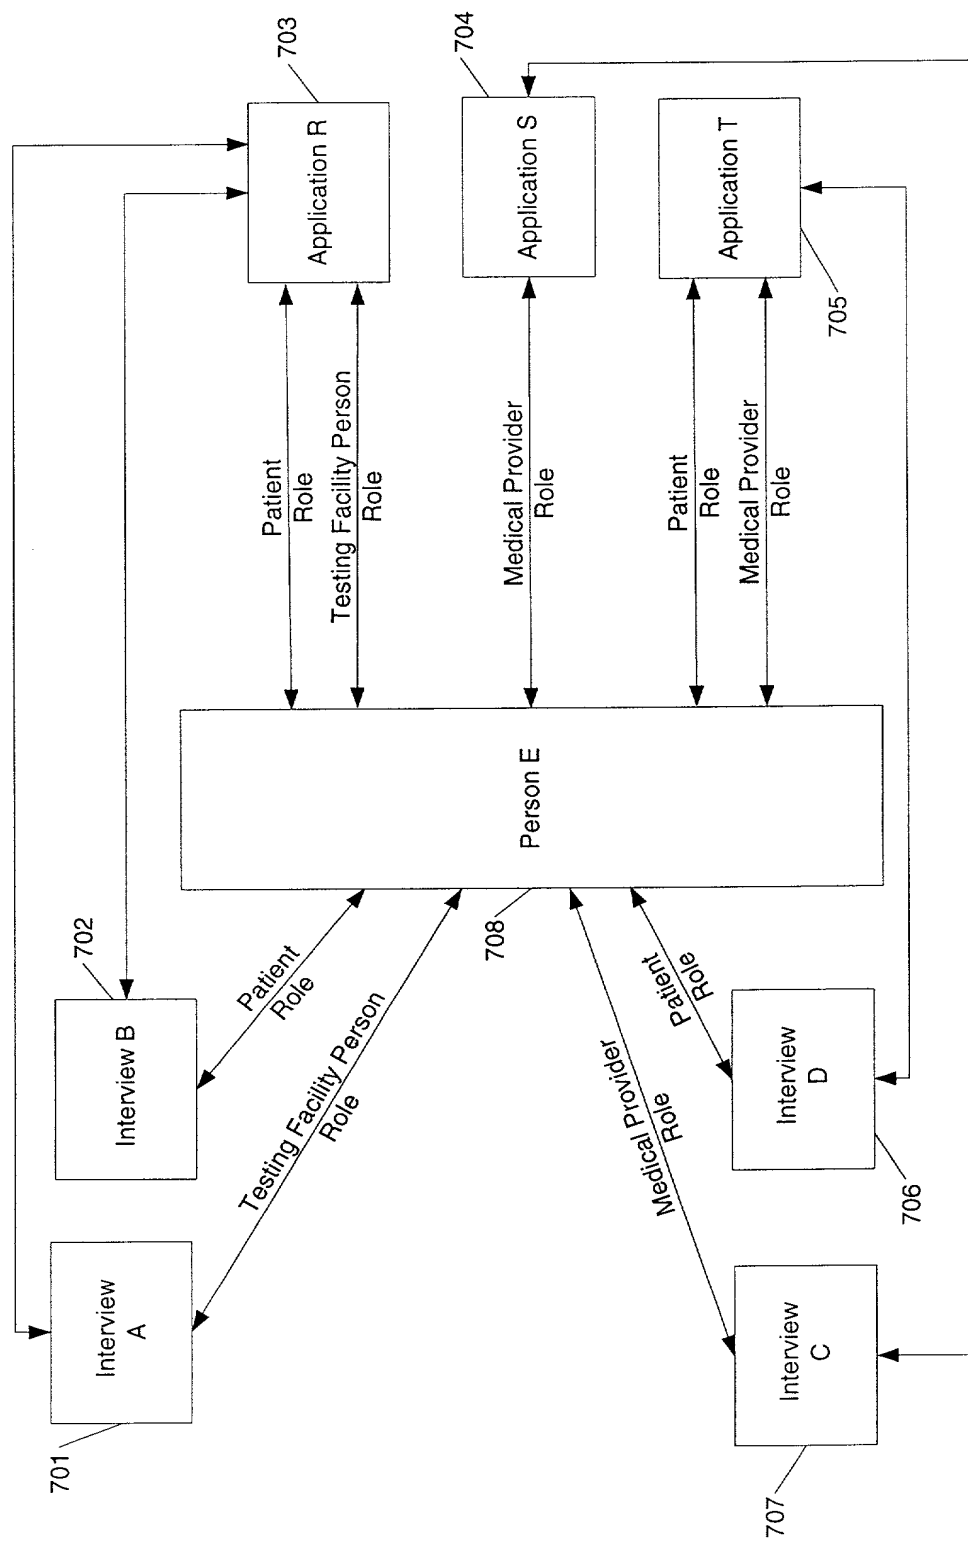 701
Interview
A
702
Interview B
Patient
Role
Testing Facility Person
Role
708
Person E
Patient
Role
Testing Facility Person
Role
703
Application R
Medical Provider
Role
704
Application S
Patient
Role
Medical Provider
Role
Application T
705
Medical Provider
Role
Patient
Role
707
Interview
C
Interview
D
706